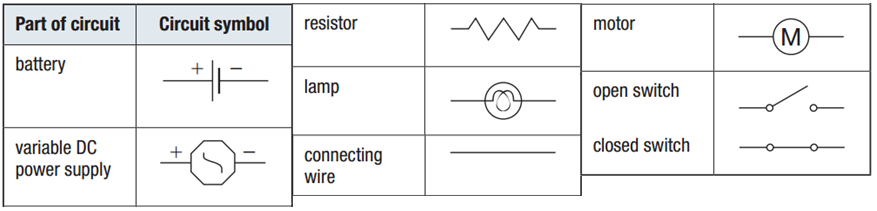 Part of circuit Circuit symbol
battery
+ −
variable DC
power supply
+ −
resistor
lamp
connecting
wire
motor
M
open switch
closed switch